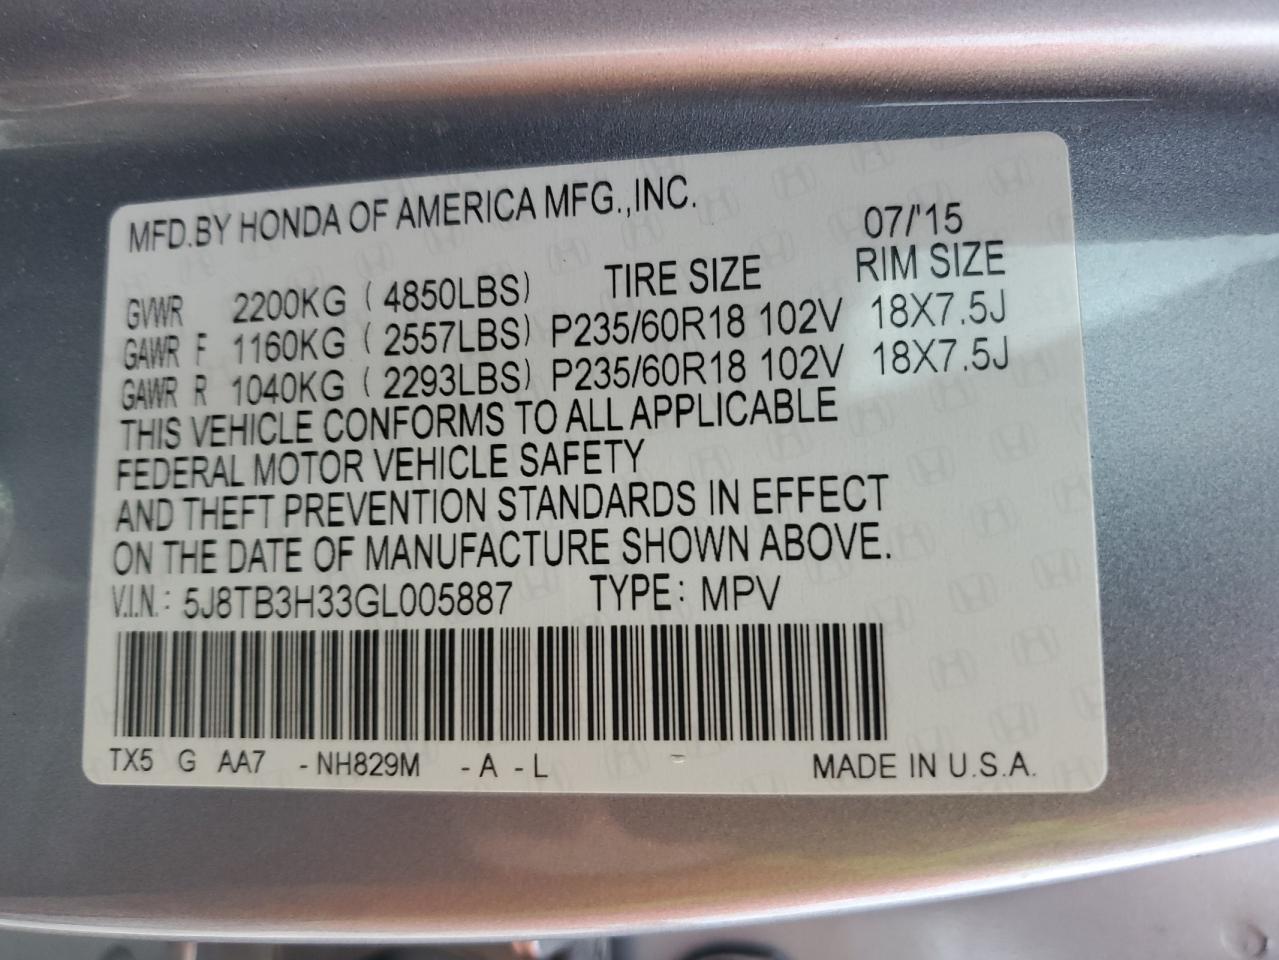 MFD.BY HONDA OF AMERICA MFG.,INC.
07/'15
TIRE SIZE RIM SIZE
GVWR 2200KG ( 4850LBS)
GAWR F 1160KG ( 2557LBS) P235/60R18 102V 18X7.5J
GAWR R 1040KG ( 2293LBS) P235/60R18 102V 18X7.5J
THIS VEHICLE CONFORMS TO ALL APPLICABLE
FEDERAL MOTOR VEHICLE SAFETY
AND THEFT PREVENTION STANDARDS IN EFFECT
ON THE DATE OF MANUFACTURE SHOWN ABOVE.
V.I.N.: 5J8TB3H33GL005887 TYPE: MPV
TX5 G AA7 -NH829M -A -L - MADE IN U.S.A.